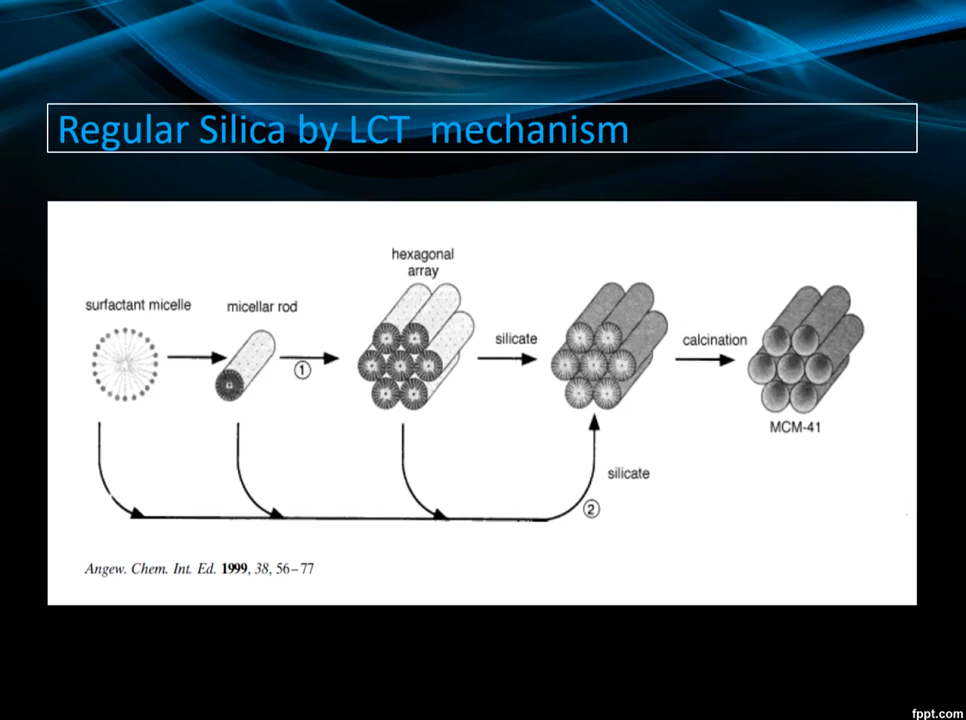 Regular Silica by LCT mechanism
hexagonal
array
surfactant micelle
micellar rod
silicate
calcination
①
MCM-41
silicate
②
Angew. Chem. Int. Ed. 1999, 38, 56–77
fppt.com